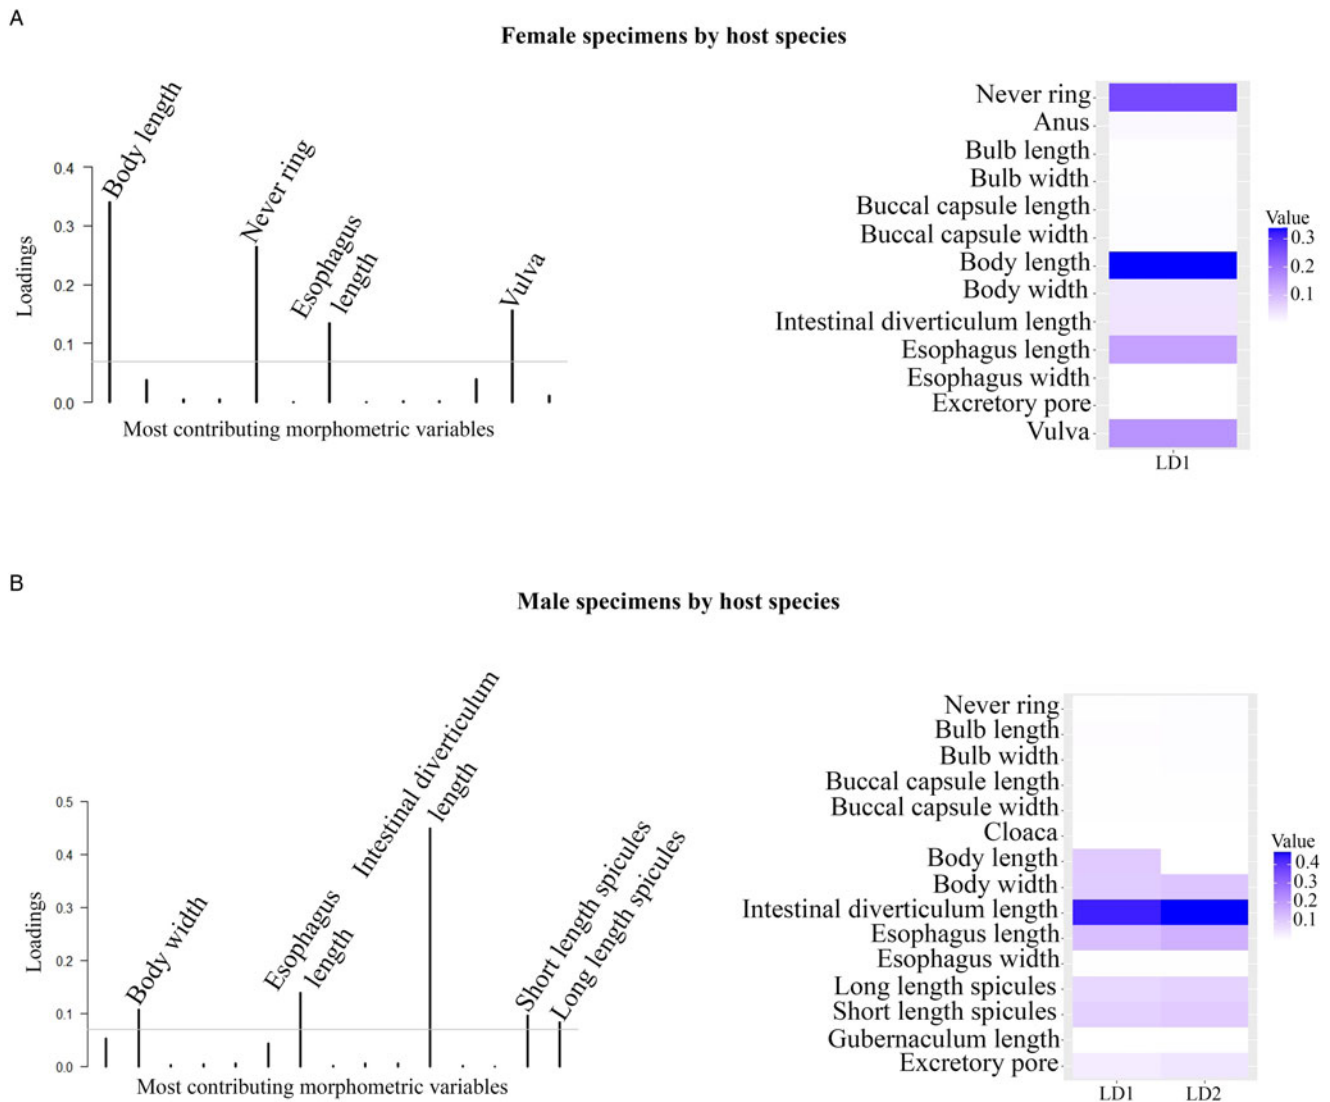 A
Female specimens by host species
Body length
Never ring
Esophagus
length
Vulva
0.4
0.3
0.2
0.1
0.0
Loadings
Most contributing morphometric variables
Never ring
Anus
Bulb length
Bulb width
Buccal capsule length
Buccal capsule width
Body length
Body width
Intestinal diverticulum length
Esophagus length
Esophagus width
Excretory pore
Vulva
LD1
Value
0.3
0.2
0.1
B
Male specimens by host species
Body width
Esophagus
length
Intestinal diverticulum
length
Short length spicules
Long length spicules
0.5
0.4
0.3
0.2
0.1
0.0
Loadings
Most contributing morphometric variables
Never ring
Bulb length
Bulb width
Buccal capsule length
Buccal capsule width
Cloaca
Body length
Body width
Intestinal diverticulum length
Esophagus length
Esophagus width
Long length spicules
Short length spicules
Gubernaculum length
Excretory pore
LD1 LD2
Value
0.4
0.3
0.2
0.1